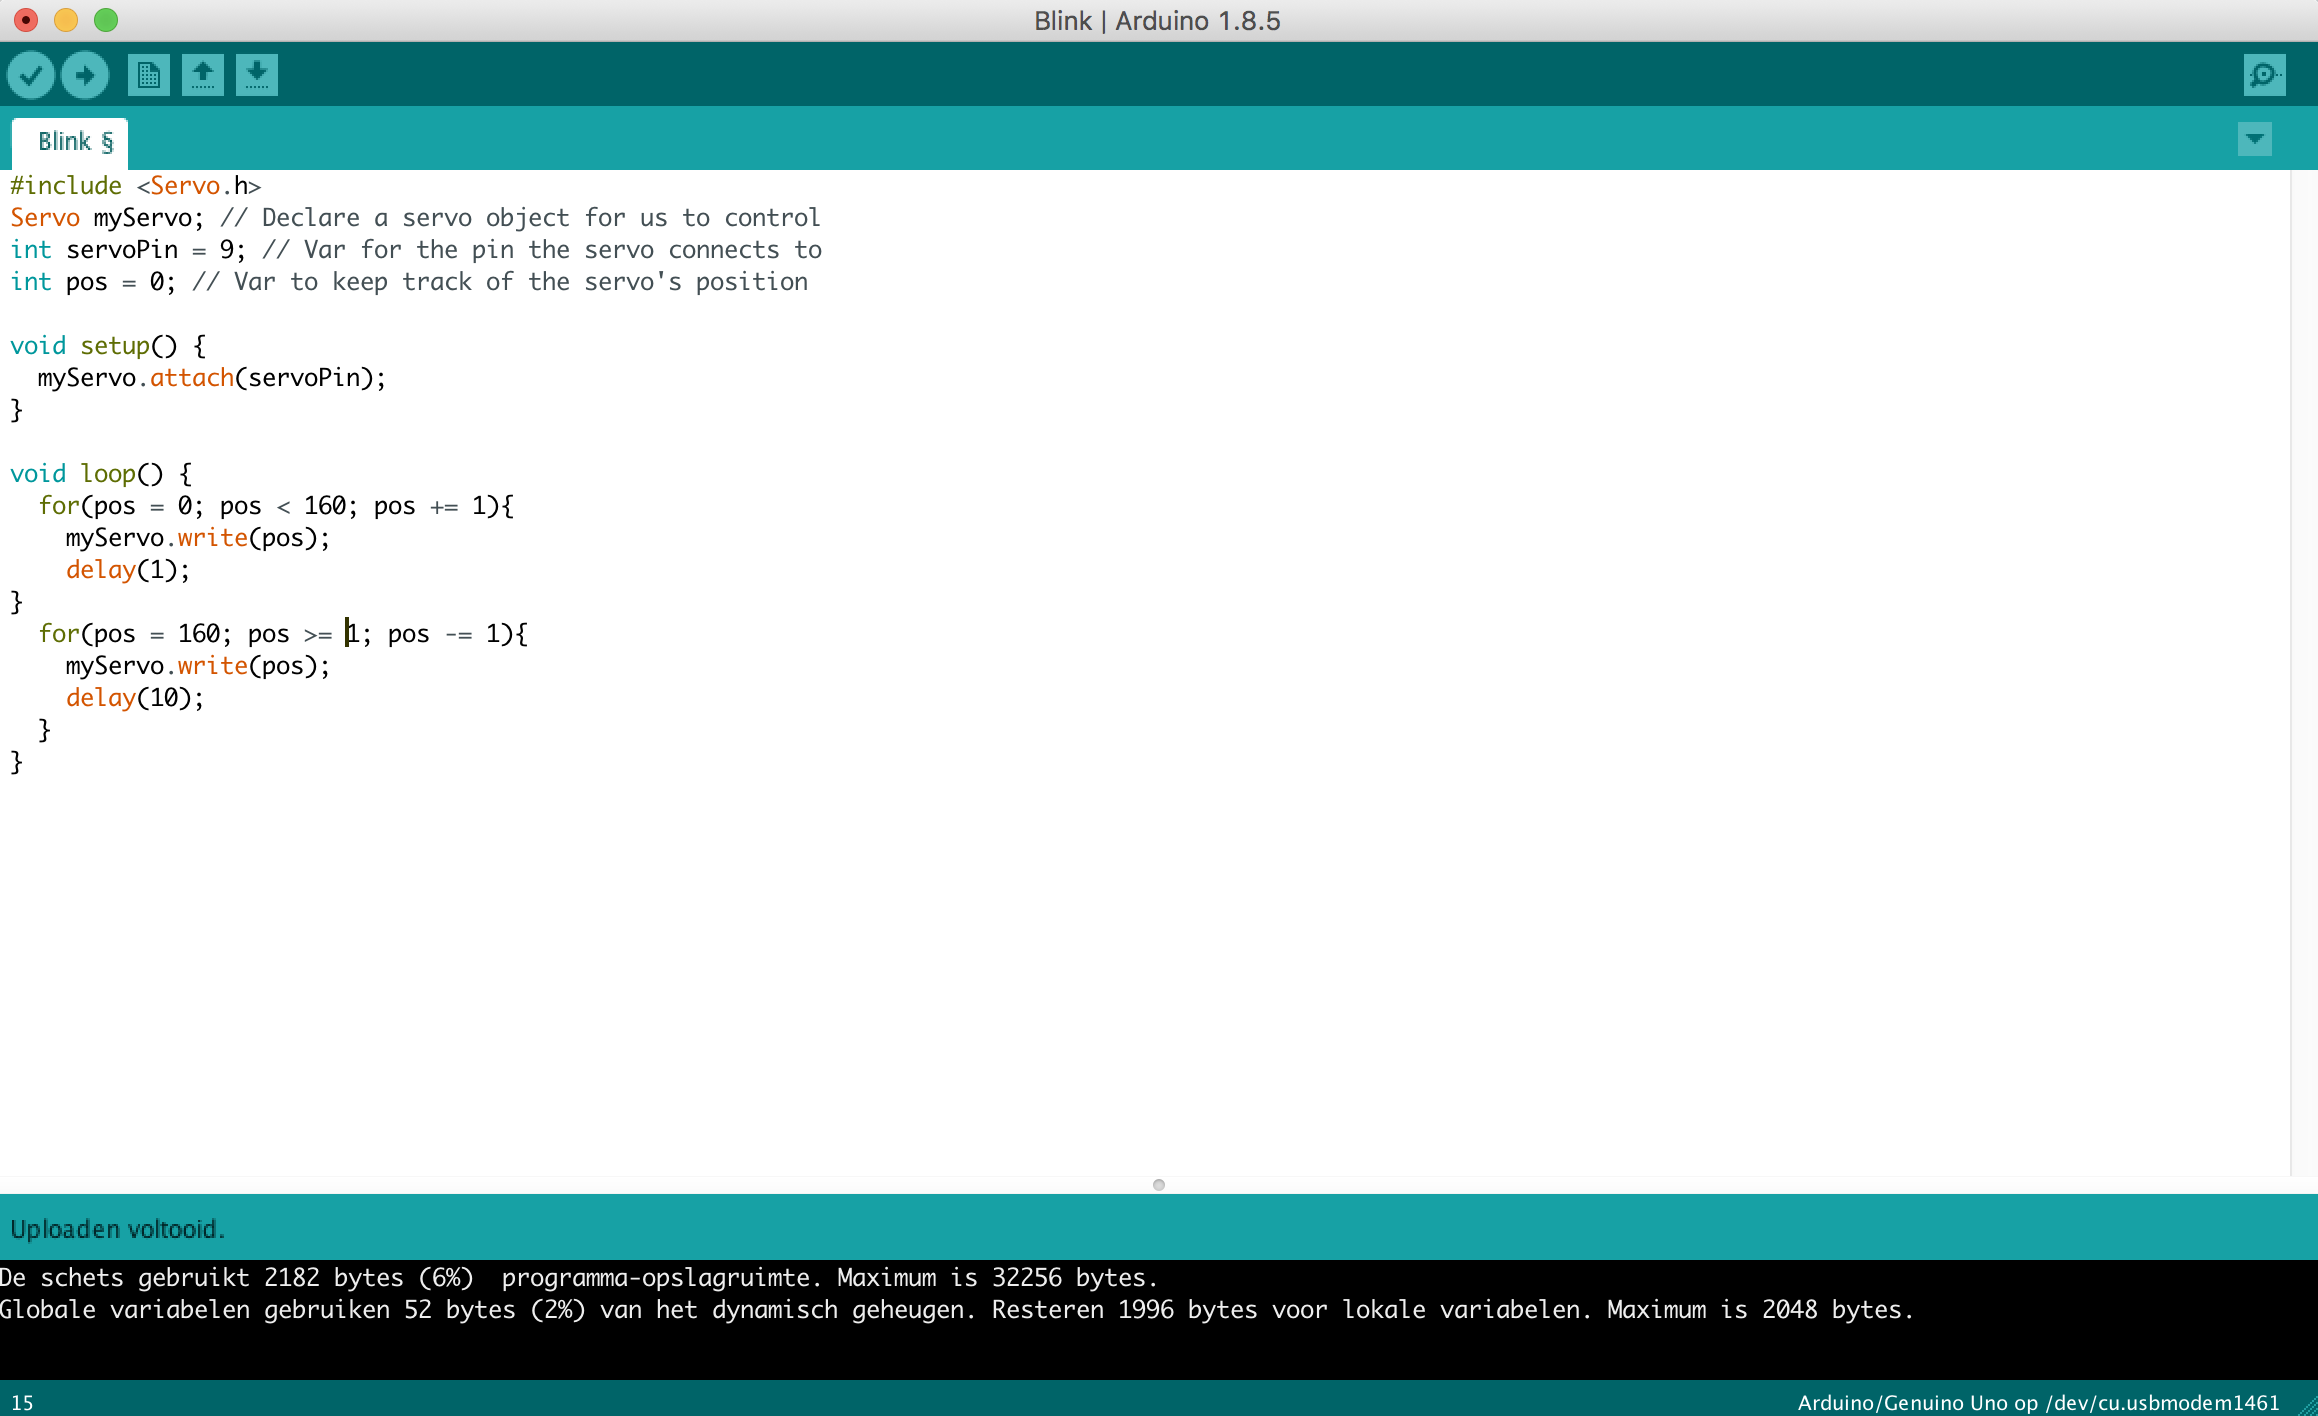 Blink | Arduino 1.8.5
Blink §
#include <Servo.h>
Servo myServo; // Declare a servo object for us to control
int servoPin = 9; // Var for the pin the servo connects to
int pos = 0; // Var to keep track of the servo's position
void setup() {
  myServo.attach(servoPin);
}
void loop() {
  for(pos = 0; pos < 160; pos += 1){
    myServo.write(pos);
    delay(1);
}
  for(pos = 160; pos >= 1; pos -= 1){
    myServo.write(pos);
    delay(10);
  }
}
Uploaden voltooid.
De schets gebruikt 2182 bytes (6%)  programma-opslagruimte. Maximum is 32256 bytes.
Globale variabelen gebruiken 52 bytes (2%) van het dynamisch geheugen. Resteren 1996 bytes voor lokale variabelen. Maximum is 2048 bytes.
15 Arduino/Genuino Uno op /dev/cu.usbmodem1461